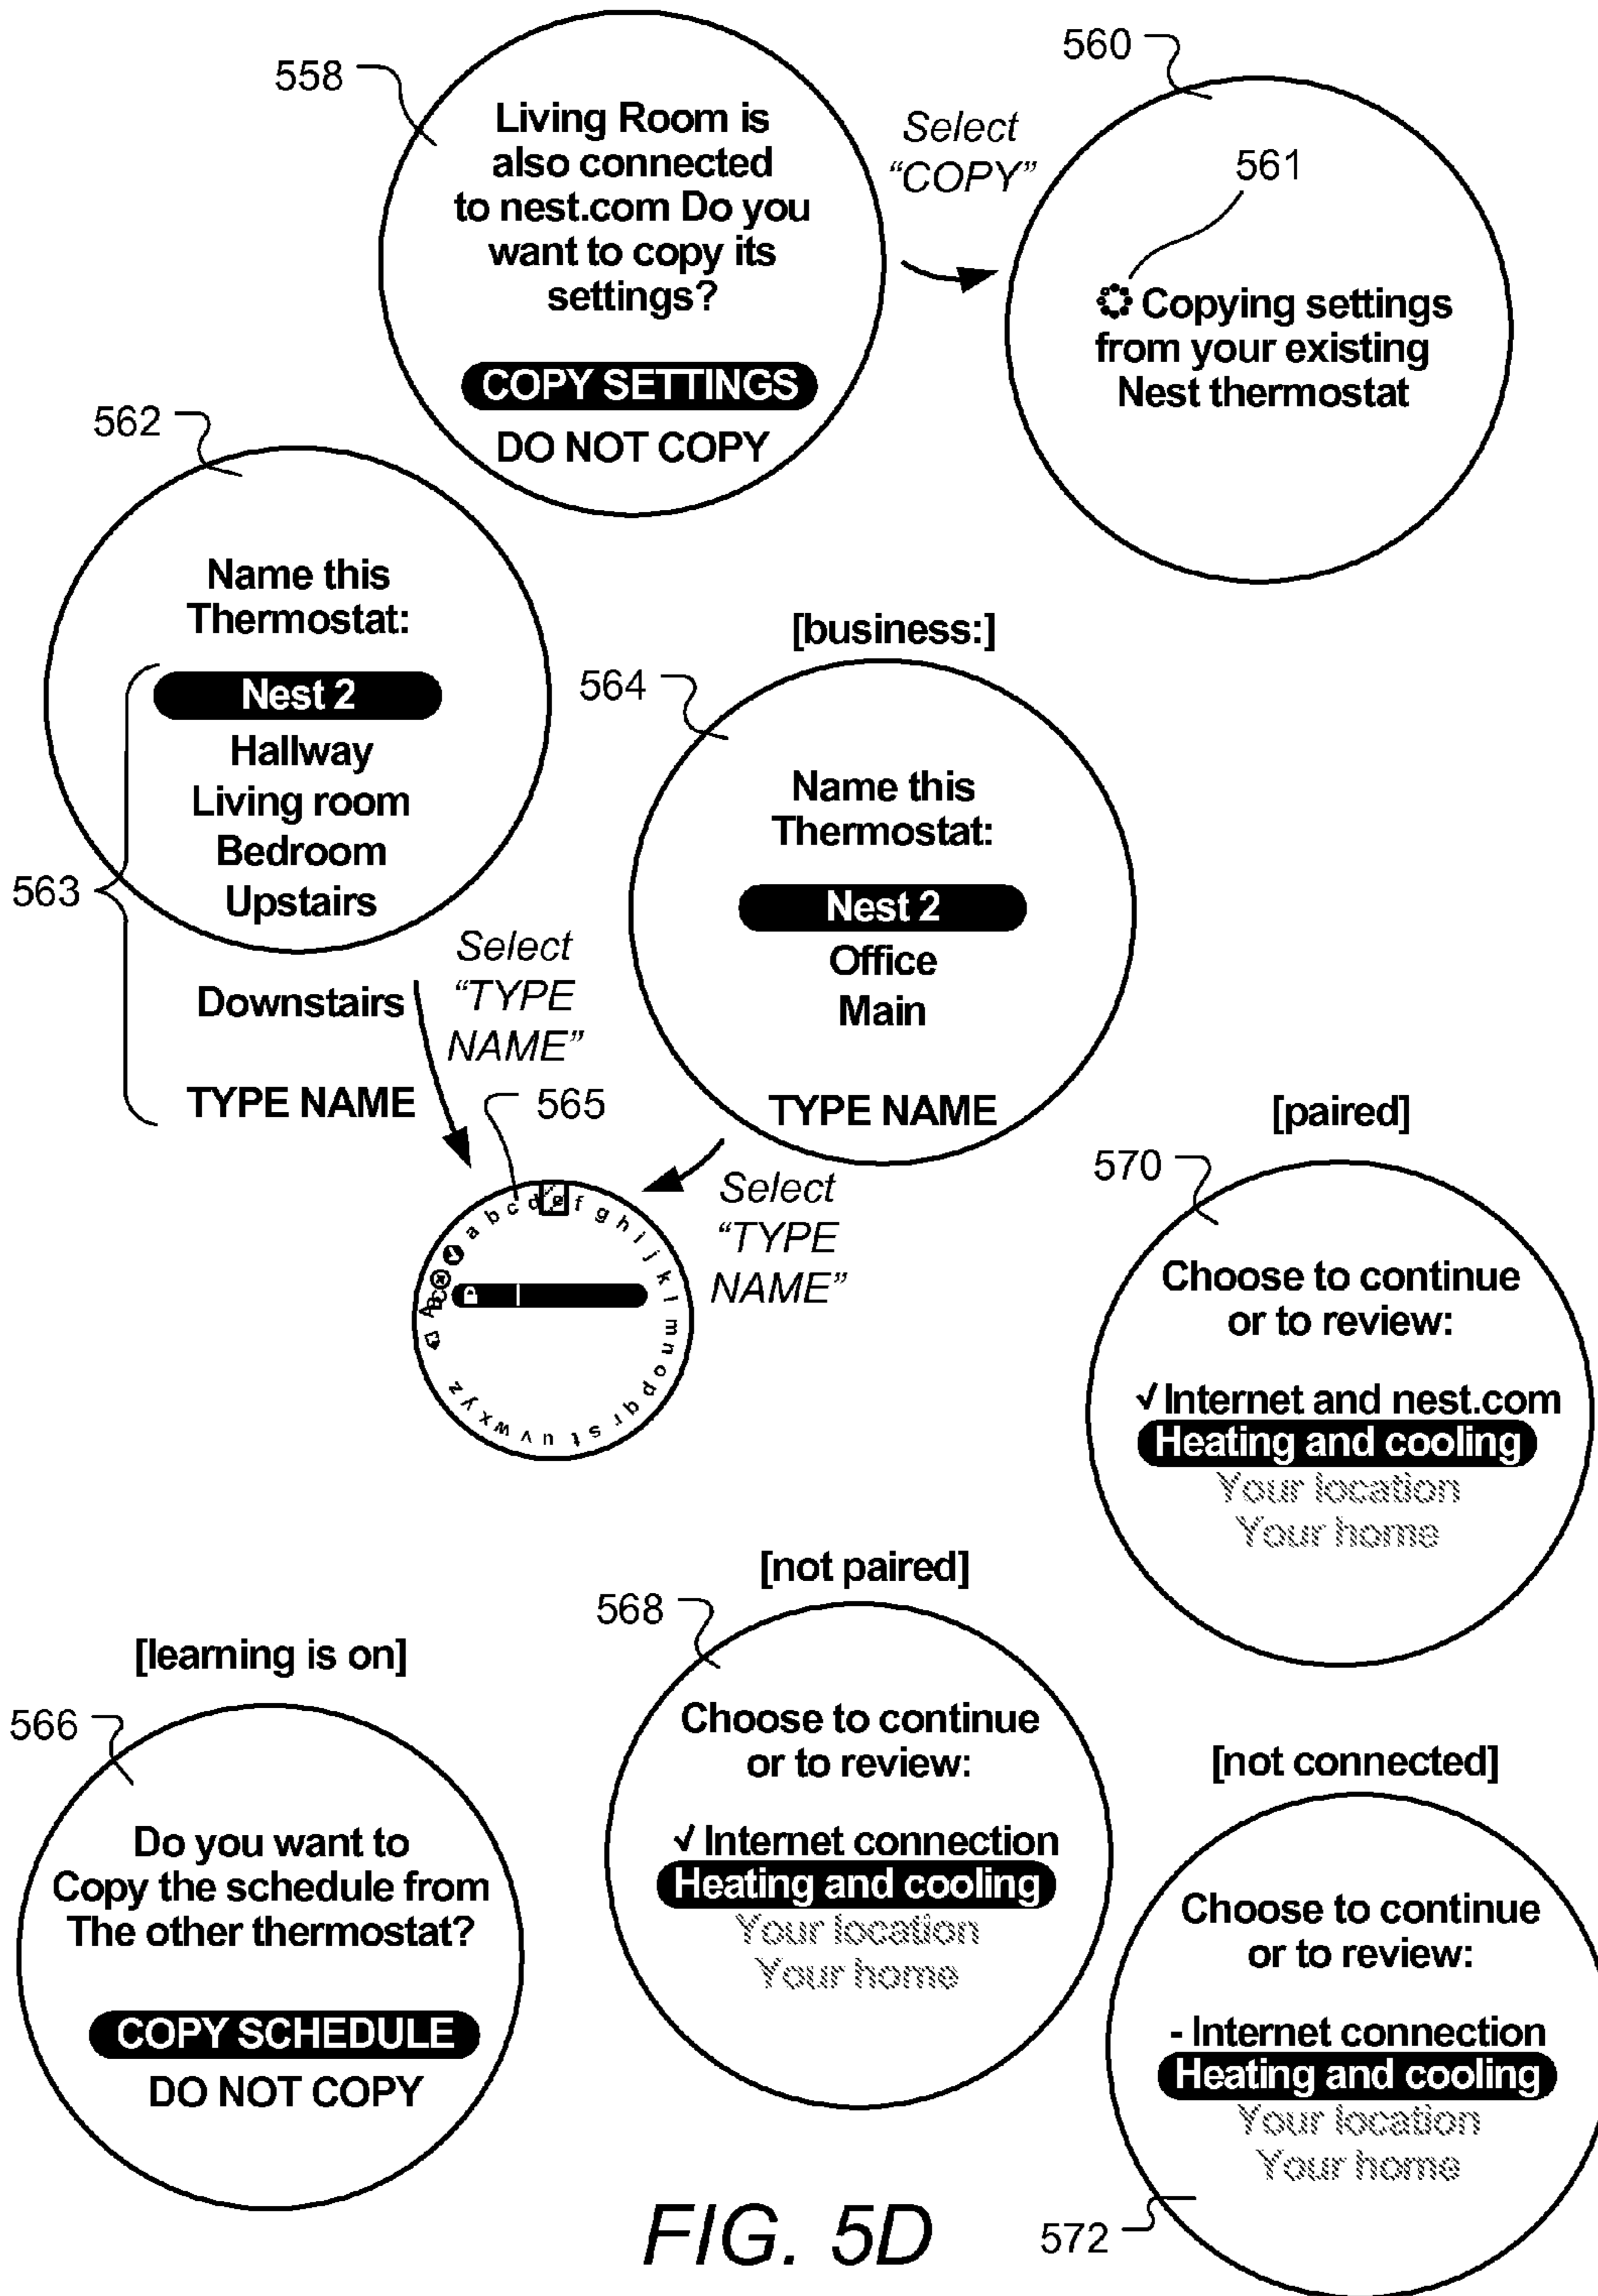 558
Living Room is
also connected
to nest.com Do you
want to copy its
settings?
COPY SETTINGS
DO NOT COPY
Select
“COPY”
560
561
Copying settings
from your existing
Nest thermostat
562
Name this
Thermostat:
563
Nest 2
Hallway
Living room
Bedroom
Upstairs
Downstairs
TYPE NAME
Select
“TYPE
NAME”
[business:]
564
Name this
Thermostat:
Nest 2
Office
Main
TYPE NAME
Select
“TYPE
NAME”
565
ABC
a b c d e f g h i j k l m n o p q r s t u v w x y z
[paired]
570
Choose to continue
or to review:
√ Internet and nest.com
Heating and cooling
Your location
Your home
[learning is on]
566
Do you want to
Copy the schedule from
The other thermostat?
COPY SCHEDULE
DO NOT COPY
[not paired]
568
Choose to continue
or to review:
√ Internet connection
Heating and cooling
Your location
Your home
[not connected]
Choose to continue
or to review:
- Internet connection
Heating and cooling
Your location
Your home
572
FIG. 5D